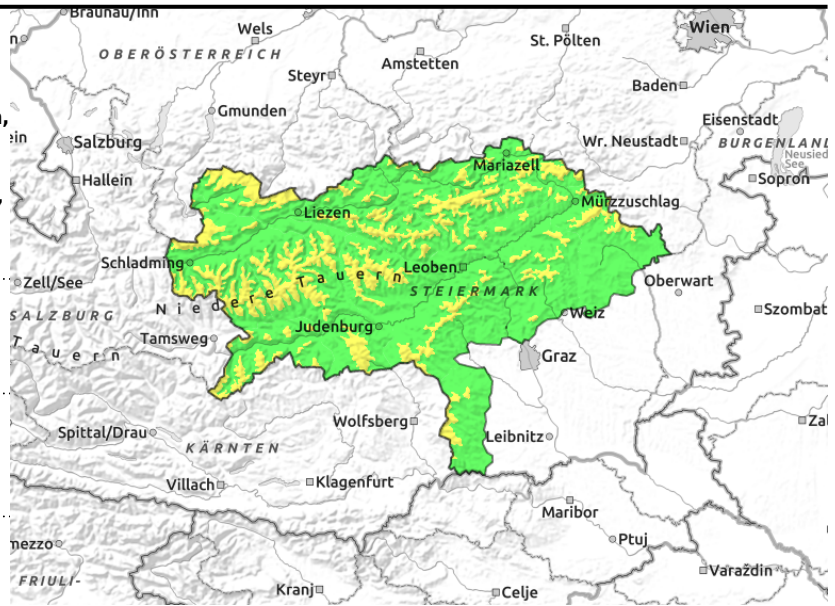 Braunau/Inn
Wels
Wien
OBERÖSTERREICH
St. Pölten
Amstetten
Steyr
Baden
Gmunden
Eisenstadt
Salzburg
Wr. Neustadt
BURGENLAND
Mariazell
Neusied
See
Hallein
Sopron
Mürzzuschlag
Liezen
Schladming
Leoben
Zell/See
Oberwart
Niedere Tauern
STEIERMARK
SALZBURG
Weiz
Szombat
Judenburg
Tamsweg
Tauern
Graz
Wolfsberg
Spittal/Drau
Leibnitz
KÄRNTEN
Villach
Klagenfurt
Maribor
Ptuj
mezzo
Varaždin
FRIULI-
Kranj
Celje